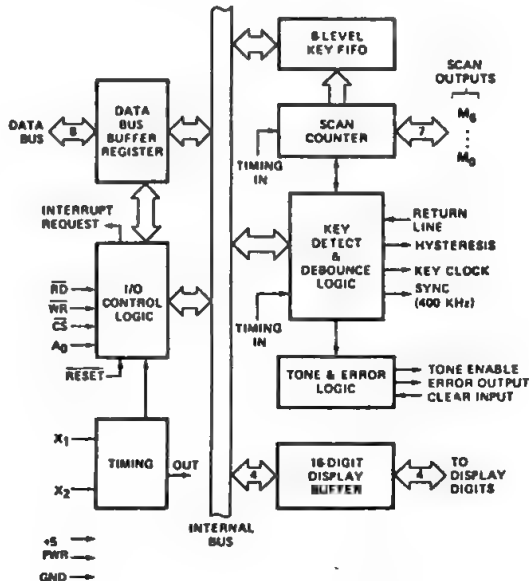 8-LEVEL
KEY FIFO
SCAN
OUTPUTS
DATA
BUS
BUFFER
REGISTER
DATA
BUS
8
SCAN
COUNTER
7
M6
M0
TIMING
IN
INTERRUPT
REQUEST
KEY
DETECT
&
DEBOUNCE
LOGIC
RETURN
LINE
HYSTERESIS
KEY CLOCK
SYNC
(400 KHz)
I/O
CONTROL
LOGIC
RD
WR
CS
A0
RESET
TIMING
IN
TONE & ERROR
LOGIC
TONE ENABLE
ERROR OUTPUT
CLEAR INPUT
X1
X2
TIMING
OUT
4
16-DIGIT
DISPLAY
BUFFER
4
TO
DISPLAY
DIGITS
INTERNAL
BUS
+5
PWR
GND